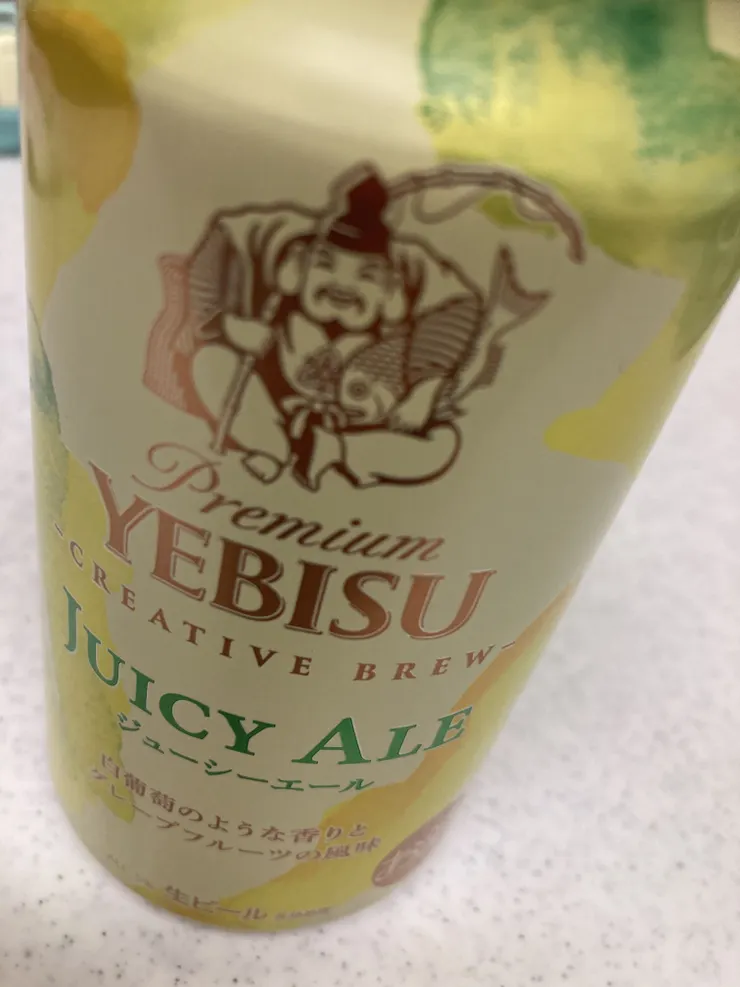 Premium
YEBISU
-CREATIVE BREW-
JUICY ALE
ジューシーエール
白葡萄のような香りと
グレープフルーツの風味
生ビール
お